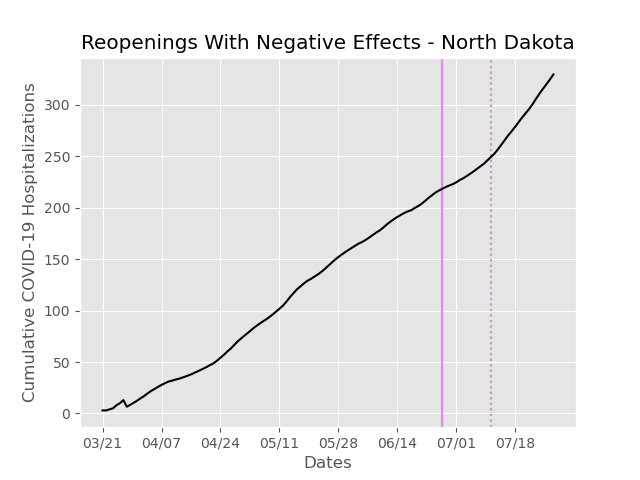 Reopenings With Negative Effects - North Dakota
Cumulative COVID-19 Hospitalizations
300
250
200
150
100
50
0
03/21 04/07 04/24 05/11 05/28 06/14 07/01 07/18
Dates